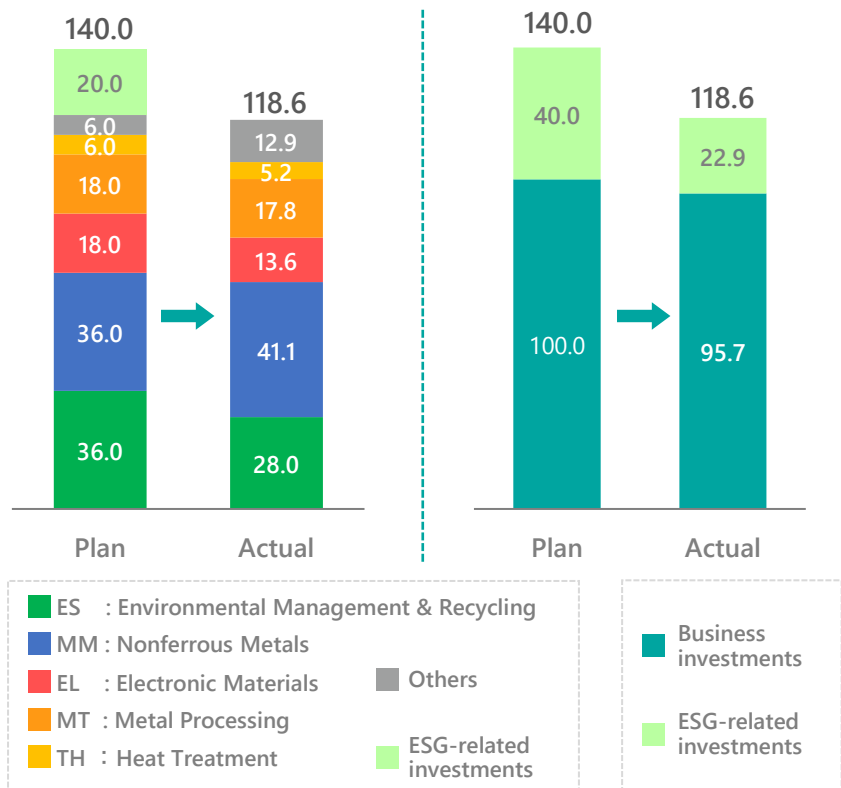 140.0
20.0
6.0
6.0
18.0
18.0
36.0
36.0
Plan
118.6
12.9
5.2
17.8
13.6
41.1
28.0
Actual
140.0
40.0
100.0
Plan
118.6
22.9
95.7
Actual
ES : Environmental Management & Recycling
MM : Nonferrous Metals
EL : Electronic Materials
MT : Metal Processing
TH : Heat Treatment
Others
ESG-related
investments
Business
investments
ESG-related
investments